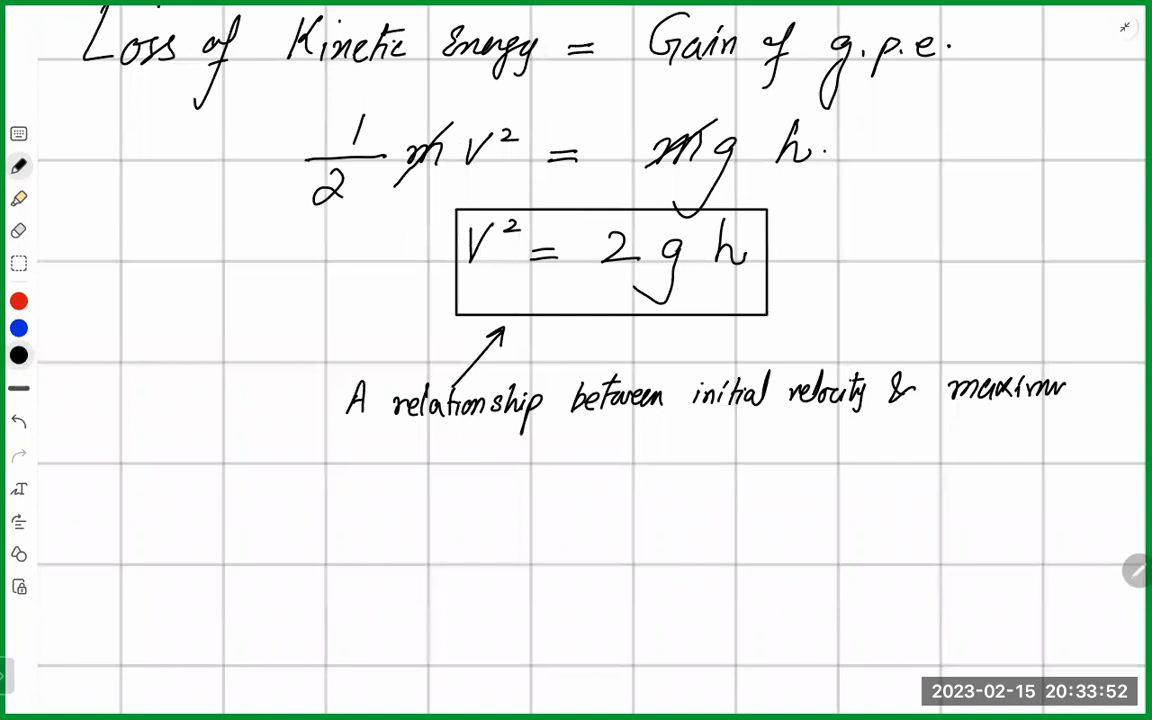 Loss of Kinetic Energy = Gain of g.p.e.
1/2 m v² = m g h.
v² = 2 g h
A relationship between initial velocity & maximu
2023-02-15 20:33:52